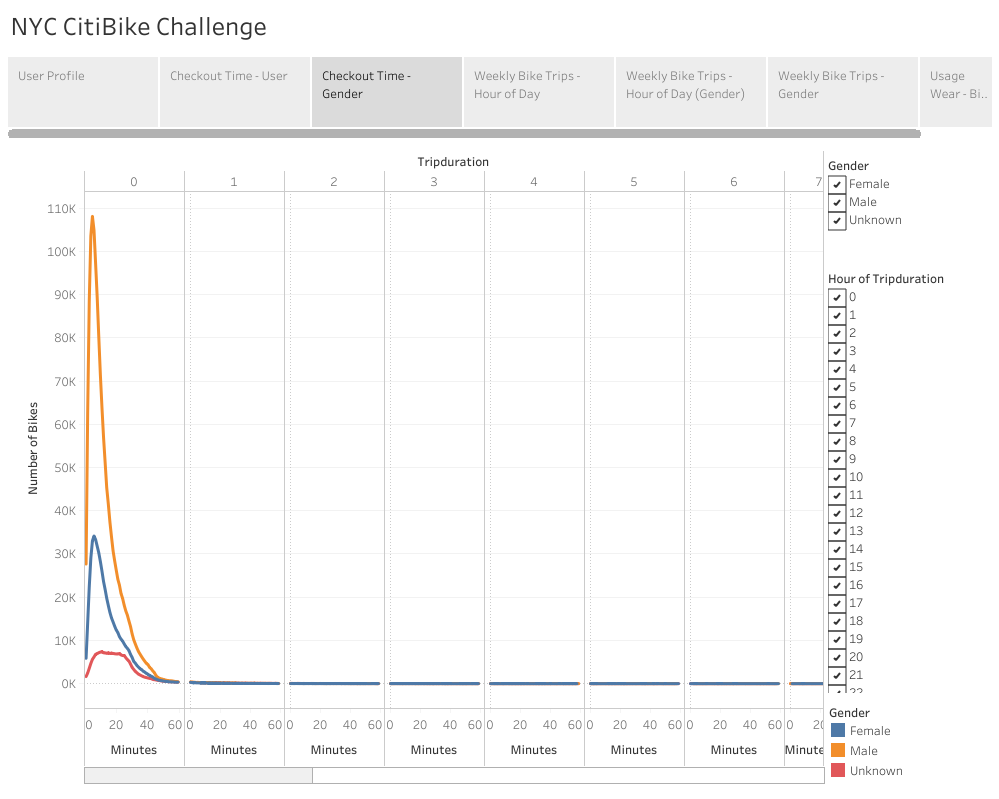 NYC CitiBike Challenge
User Profile
Checkout Time - User
Checkout Time -
Gender
Weekly Bike Trips -
Hour of Day
Weekly Bike Trips -
Hour of Day (Gender)
Weekly Bike Trips -
Gender
Usage
Wear - Bi..
Tripduration
0 1 2 3 4 5 6 7
110K
100K
90K
80K
70K
60K
50K
40K
30K
20K
10K
0K
Number of Bikes
0 20 40 60 0 20 40 60 0 20 40 60 0 20 40 60 0 20 40 60 0 20 40 60 0 20 40 60 0 20
Minutes Minutes Minutes Minutes Minutes Minutes Minutes Minute
Gender
Female
Male
Unknown
Hour of Tripduration
0
1
2
3
4
5
6
7
8
9
10
11
12
13
14
15
16
17
18
19
20
21
22
Gender
Female
Male
Unknown